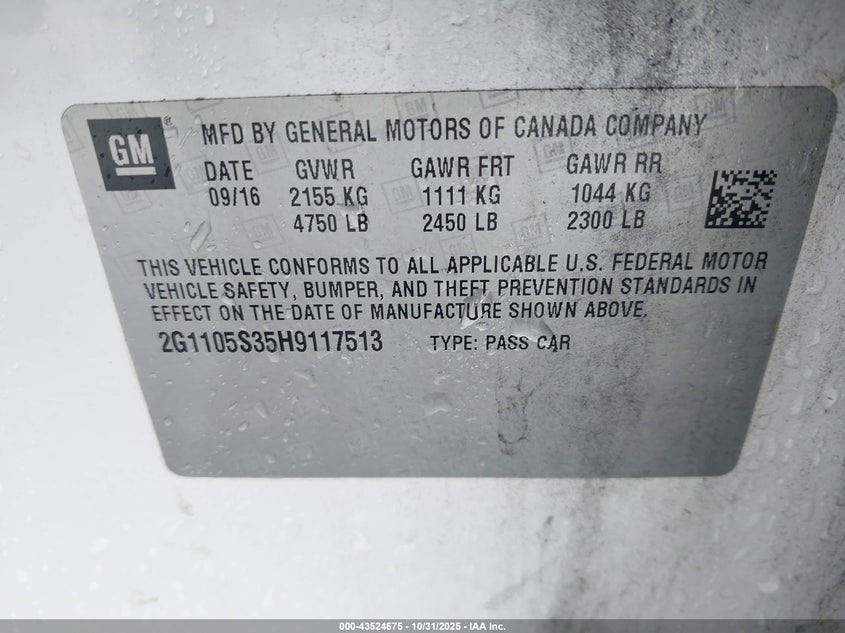 GM
®
MFD BY GENERAL MOTORS OF CANADA COMPANY
DATE GVWR GAWR FRT GAWR RR
09/16 2155 KG 1111 KG 1044 KG
4750 LB 2450 LB 2300 LB
THIS VEHICLE CONFORMS TO ALL APPLICABLE U.S. FEDERAL MOTOR
VEHICLE SAFETY, BUMPER, AND THEFT PREVENTION STANDARDS IN
EFFECT ON THE DATE OF MANUFACTURE SHOWN ABOVE.
2G1105S35H9117513 TYPE: PASS CAR
000-43524675 - 10/31/2025 - IAA Inc.